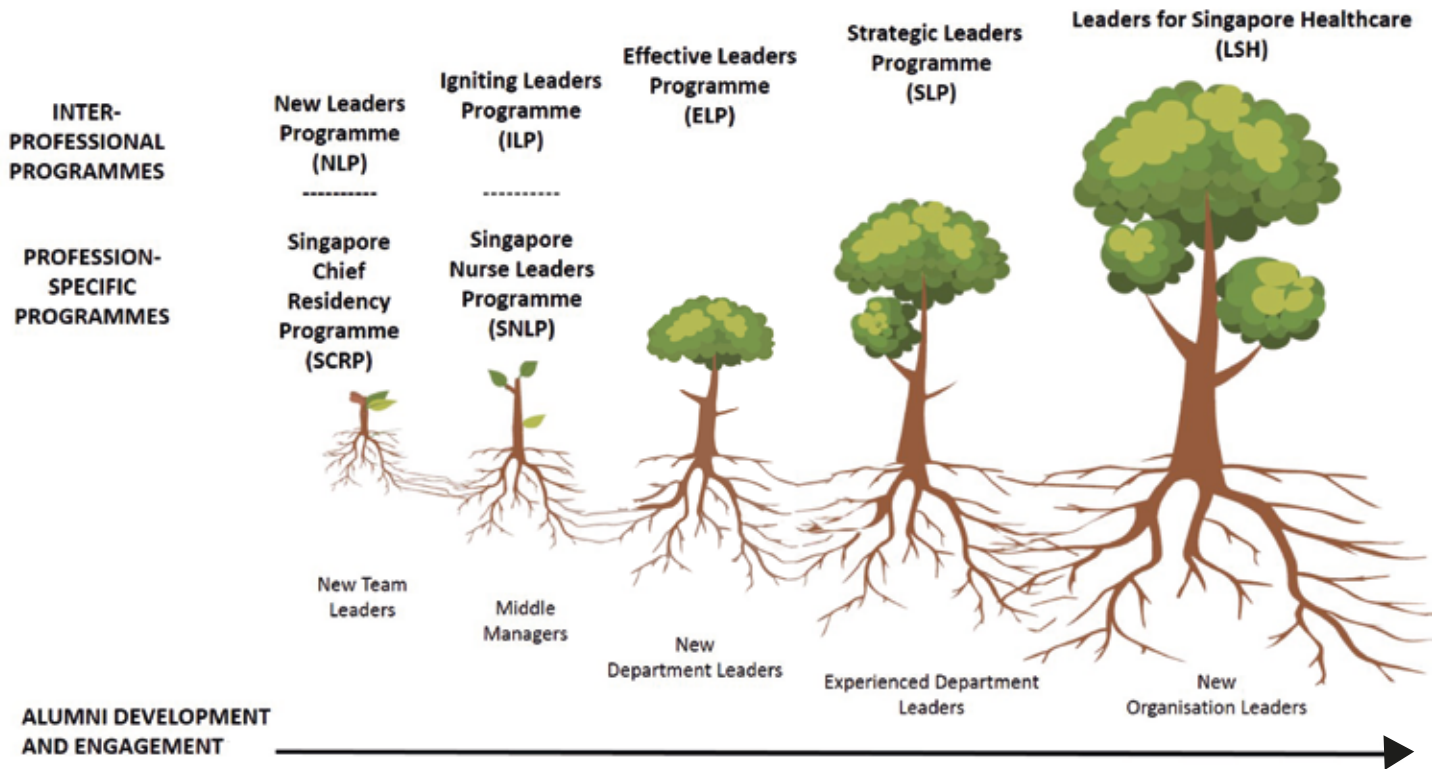 INTER-
PROFESSIONAL
PROGRAMMES
New Leaders
Programme
(NLP)
----------
Igniting Leaders
Programme
(ILP)
----------
Effective Leaders
Programme
(ELP)
Strategic Leaders
Programme
(SLP)
Leaders for Singapore Healthcare
(LSH)
PROFESSION-
SPECIFIC
PROGRAMMES
Singapore
Chief
Residency
Programme
(SCRP)
Singapore
Nurse Leaders
Programme
(SNLP)
New Team
Leaders
Middle
Managers
New
Department Leaders
Experienced Department
Leaders
New
Organisation Leaders
ALUMNI DEVELOPMENT
AND ENGAGEMENT